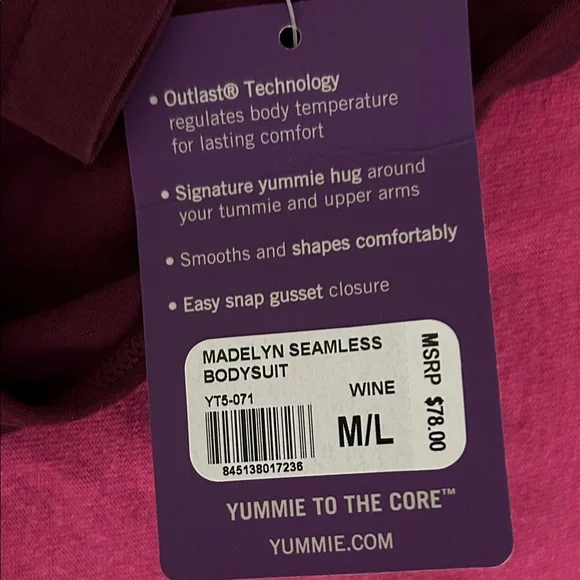 • Outlast® Technology
regulates body temperature
for lasting comfort
• Signature yummie hug around
your tummie and upper arms
• Smooths and shapes comfortably
• Easy snap gusset closure
MADELYN SEAMLESS
BODYSUIT
YT5-071
WINE
M/L
845138017236
MSRP $78.00
YUMMIE TO THE CORE™
YUMMIE.COM